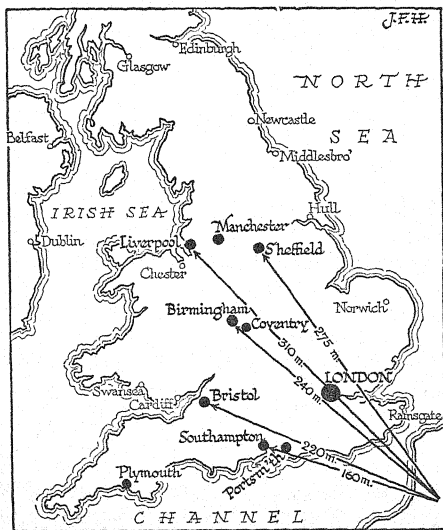 J.F.H.
Edinburgh
Glasgow
NORTH
SEA
Newcastle
Belfast
Middlesbro'
IRISH SEA
Hull
Manchester
Dublin
Liverpool
Sheffield
Chester
Norwich
Birmingham
Coventry
275 m.
310 m.
240 m.
LONDON
Swansea
Cardiff
Bristol
Ramsgate
Southampton
220 m.
Portsmouth
160 m.
Plymouth
CHANNEL